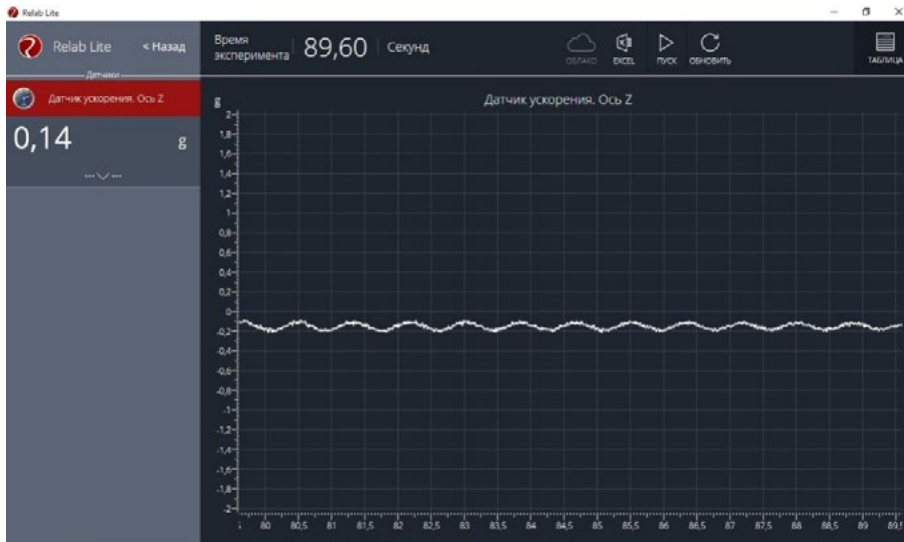 Relab Lite
Relab Lite
< Назад
Датчики
Датчик ускорения. Ось Z
0,14 g
Время
эксперимента
89,60
Секунд
ОБЛАКО
EXCEL
ПУСК
ОБНОВИТЬ
ТАБЛИЦА
g
Датчик ускорения. Ось Z
2
1,8
1,6
1,4
1,2
1
0,8
0,6
0,4
0,2
0
-0,2
-0,4
-0,6
-0,8
-1
-1,2
-1,4
-1,6
-1,8
-2
80 80,5 81 81,5 82 82,5 83 83,5 84 84,5 85 85,5 86 86,5 87 87,5 88 88,5 89 89,5